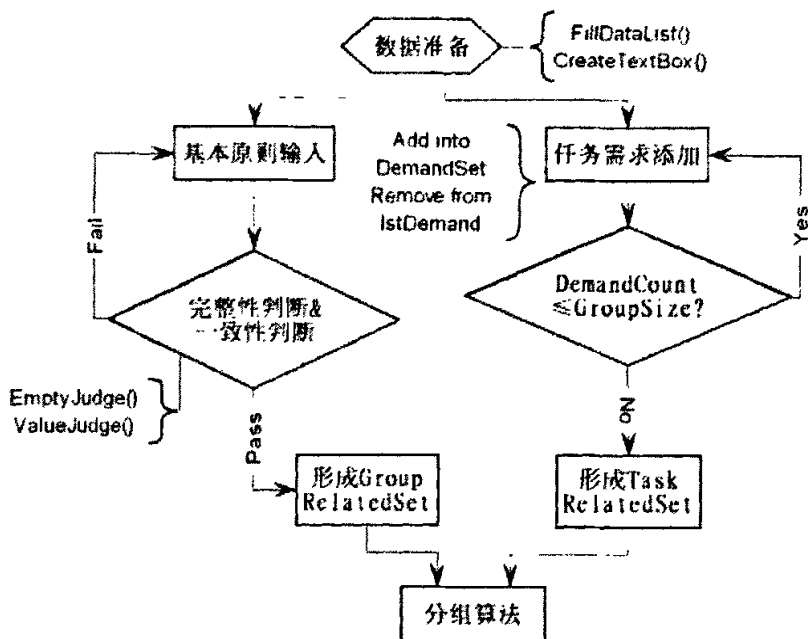 数据准备
FillDataList()
CreateTextBox()
基本原则输入
Add into
DemandSet
Remove from
lstDemand
任务需求添加
Fail
Yes
完整性判断&
一致性判断
DemandCount
≤GroupSize?
EmptyJudge()
ValueJudge()
Pass
No
形成Group
RelatedSet
形成Task
RelatedSet
分组算法